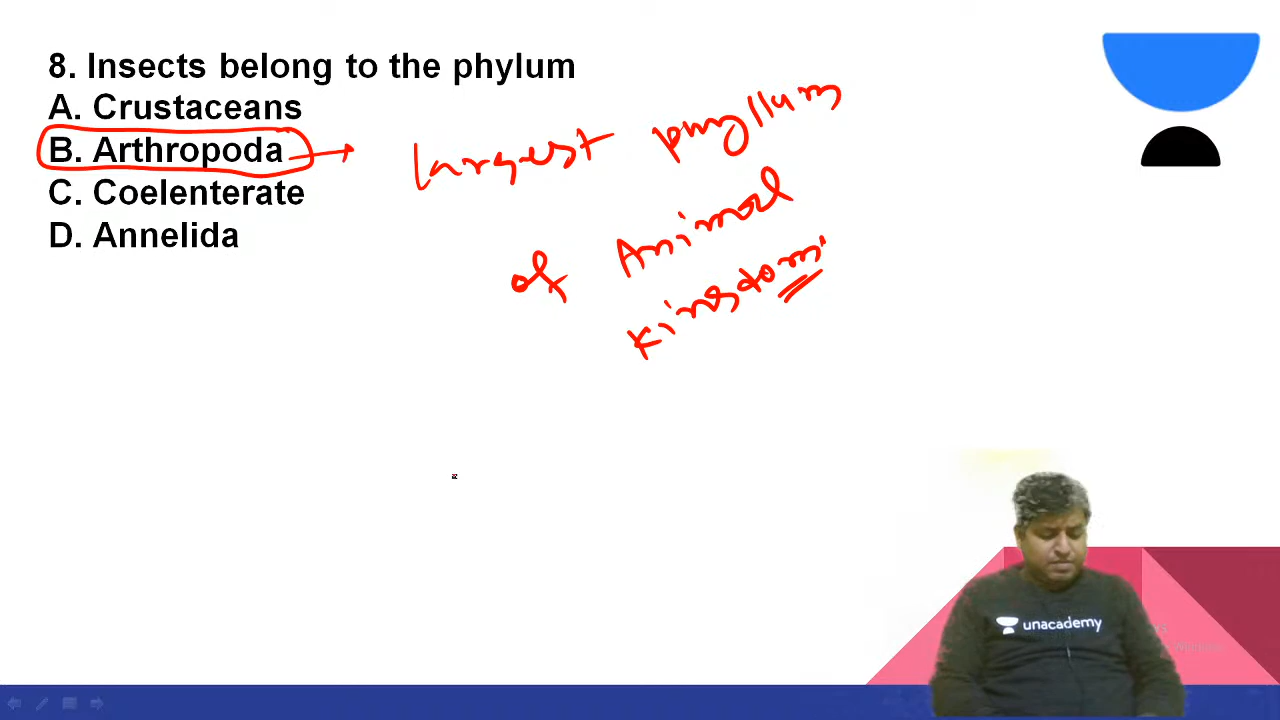 8. Insects belong to the phylum
A. Crustaceans
B. Arthropoda
C. Coelenterate
D. Annelida
Largest phyllum
of Animal
Kingdom.
unacademy